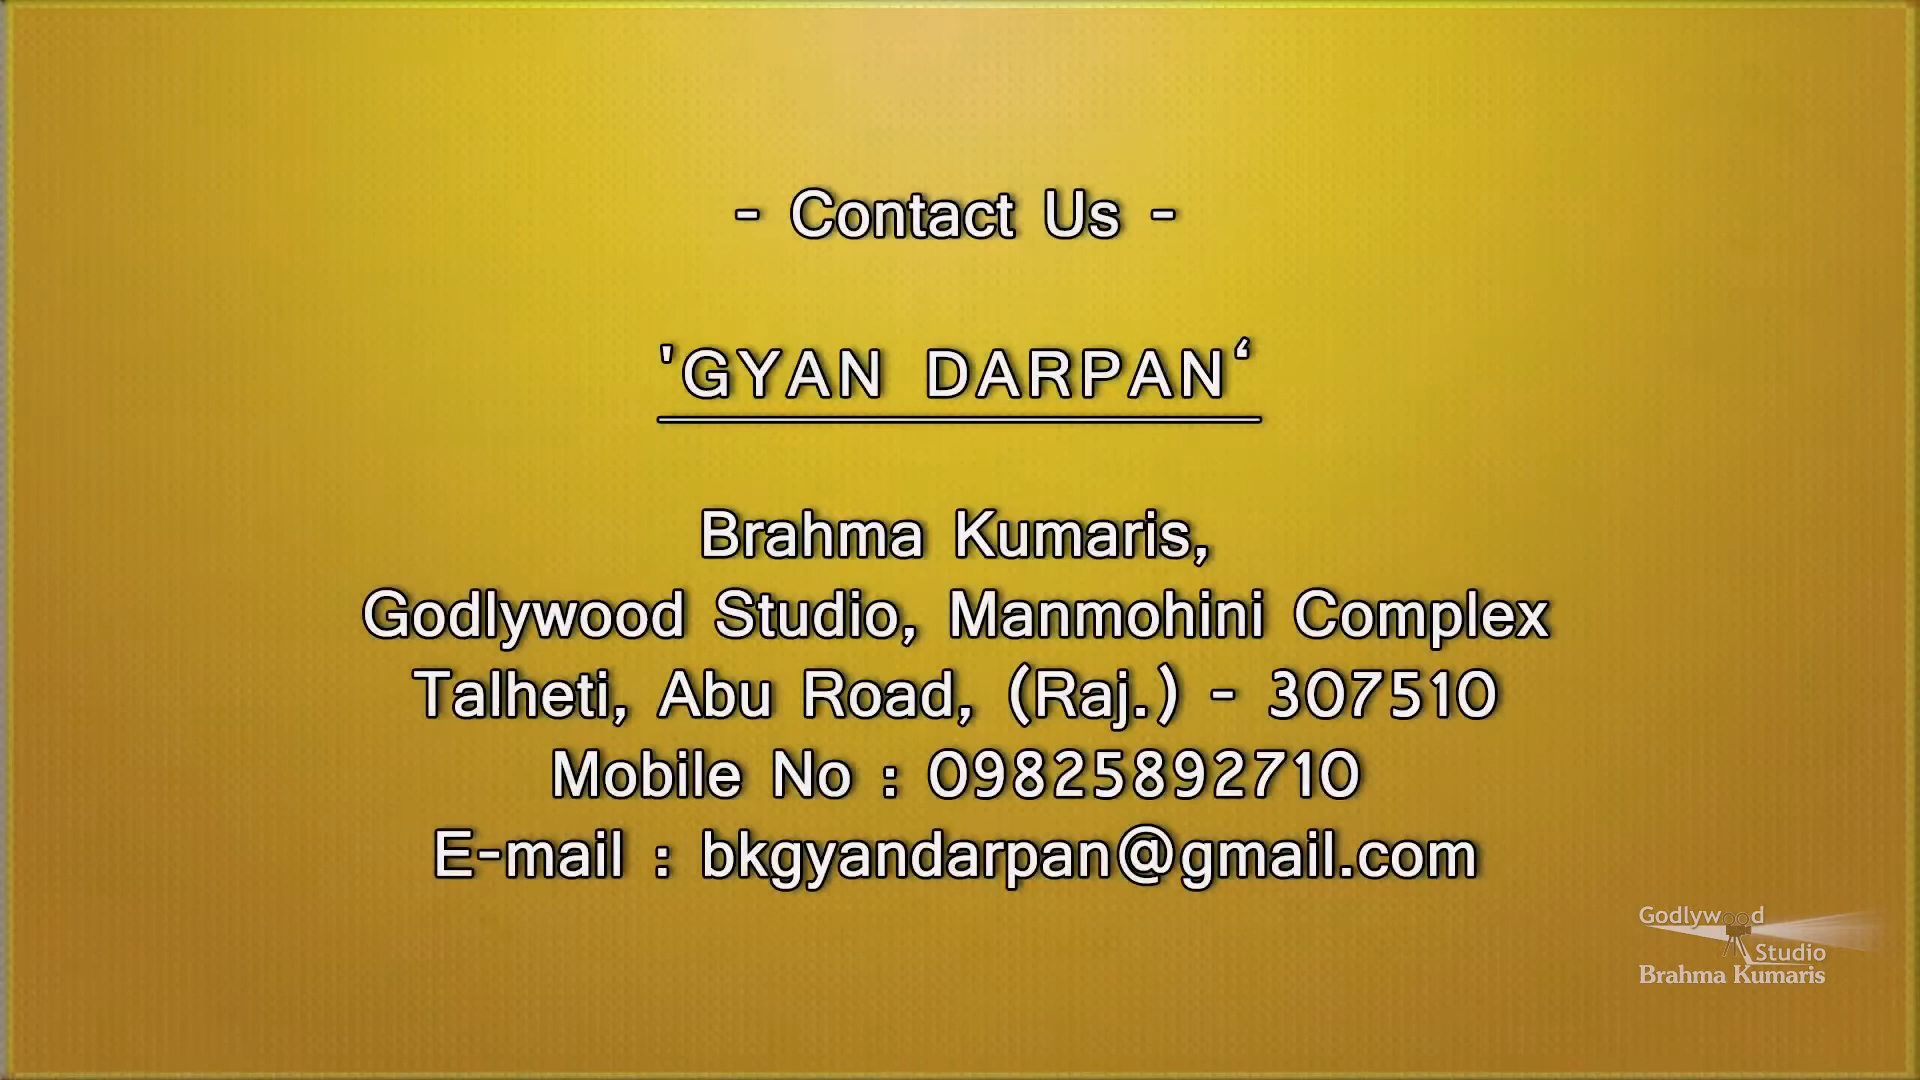 - Contact Us -
'GYAN DARPAN‘
Brahma Kumaris,
Godlywood Studio, Manmohini Complex
Talheti, Abu Road, (Raj.) - 307510
Mobile No : 09825892710
E-mail : bkgyandarpan@gmail.com
Godlywood
Studio
Brahma Kumaris